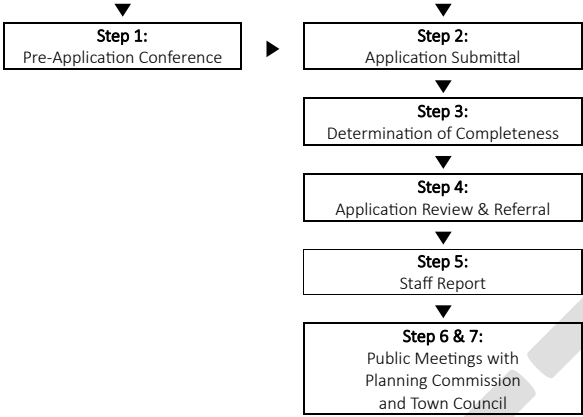 Step 1:
Pre-Application Conference
Step 2:
Application Submittal
Step 3:
Determination of Completeness
Step 4:
Application Review & Referral
Step 5:
Staff Report
Step 6 & 7:
Public Meetings with
Planning Commission
and Town Council